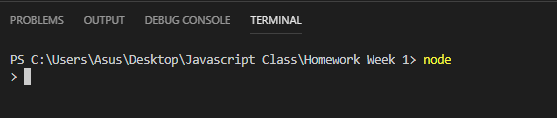 PROBLEMS OUTPUT DEBUG CONSOLE TERMINAL
PS C:\Users\Asus\Desktop\Javascript Class\Homework Week 1> node
>